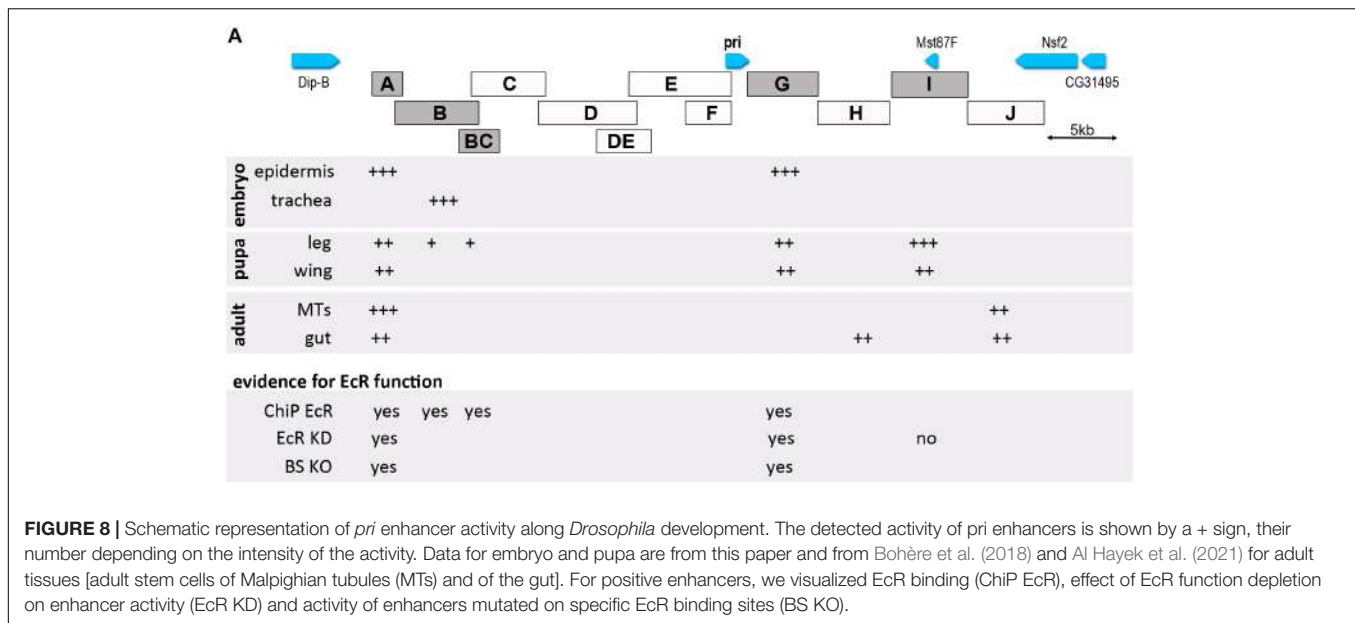 A
pri
Mst87F
Nsf2
Dip-B
CG31495
A C E G I
B D F H J
BC DE
5kb
embryo
epidermis +++ +++
trachea +++
pupa
leg ++ + + ++ +++
wing ++ ++ ++
adult
MTs +++ ++
gut ++ ++ ++
evidence for EcR function
ChiP EcR yes yes yes yes
EcR KD yes yes no
BS KO yes yes
FIGURE 8 | Schematic representation of pri enhancer activity along Drosophila development. The detected activity of pri enhancers is shown by a + sign, their
number depending on the intensity of the activity. Data for embryo and pupa are from this paper and from Bohère et al. (2018) and Al Hayek et al. (2021) for adult
tissues [adult stem cells of Malpighian tubules (MTs) and of the gut]. For positive enhancers, we visualized EcR binding (ChiP EcR), effect of EcR function depletion
on enhancer activity (EcR KD) and activity of enhancers mutated on specific EcR binding sites (BS KO).